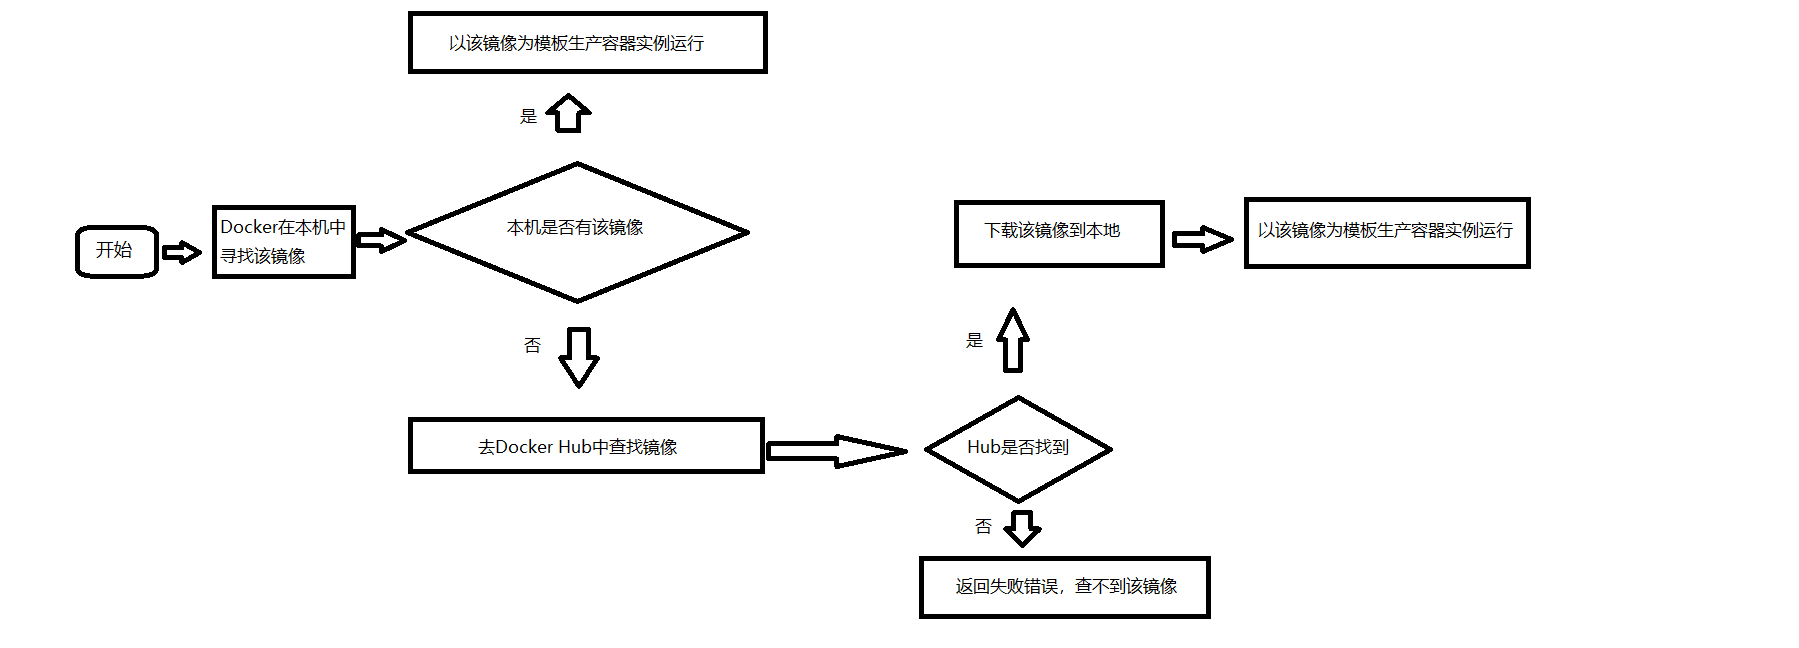 以该镜像为模板生产容器实例运行
是
开始
Docker在本机中
寻找该镜像
本机是否有该镜像
否
去Docker Hub中查找镜像
下载该镜像到本地
以该镜像为模板生产容器实例运行
是
Hub是否找到
否
返回失败错误，查不到该镜像